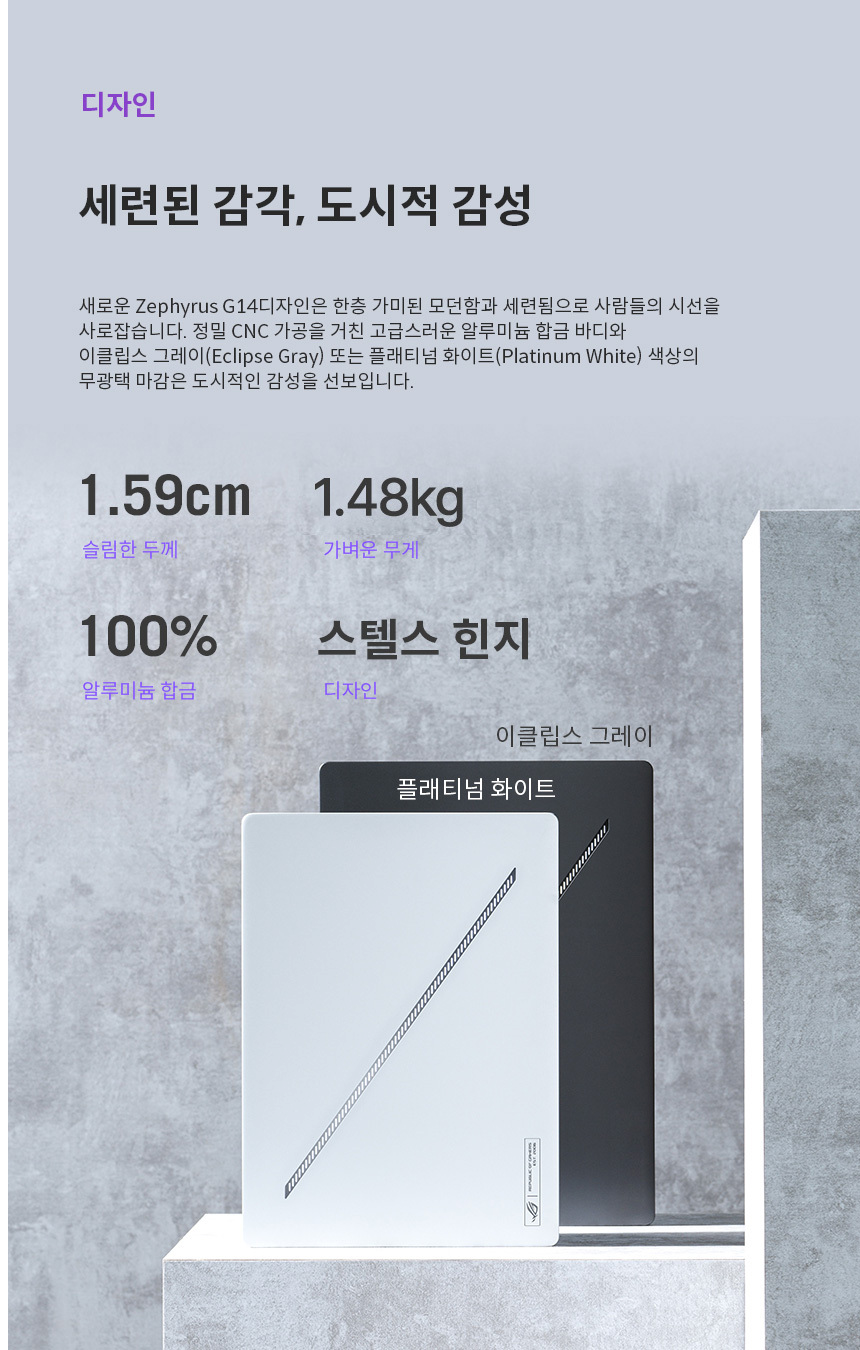 디자인
세련된 감각, 도시적 감성
새로운 Zephyrus G14디자인은 한층 가미된 모던함과 세련됨으로 사람들의 시선을
사로잡습니다. 정밀 CNC 가공을 거친 고급스러운 알루미늄 합금 바디와
이클립스 그레이(Eclipse Gray) 또는 플래티넘 화이트(Platinum White) 색상의
무광택 마감은 도시적인 감성을 선보입니다.
1.59cm
슬림한 두께
1.48kg
가벼운 무게
100%
알루미늄 합금
스텔스 힌지
디자인
이클립스 그레이
플래티넘 화이트
REPUBLIC OF GAMERS
EST. 2006